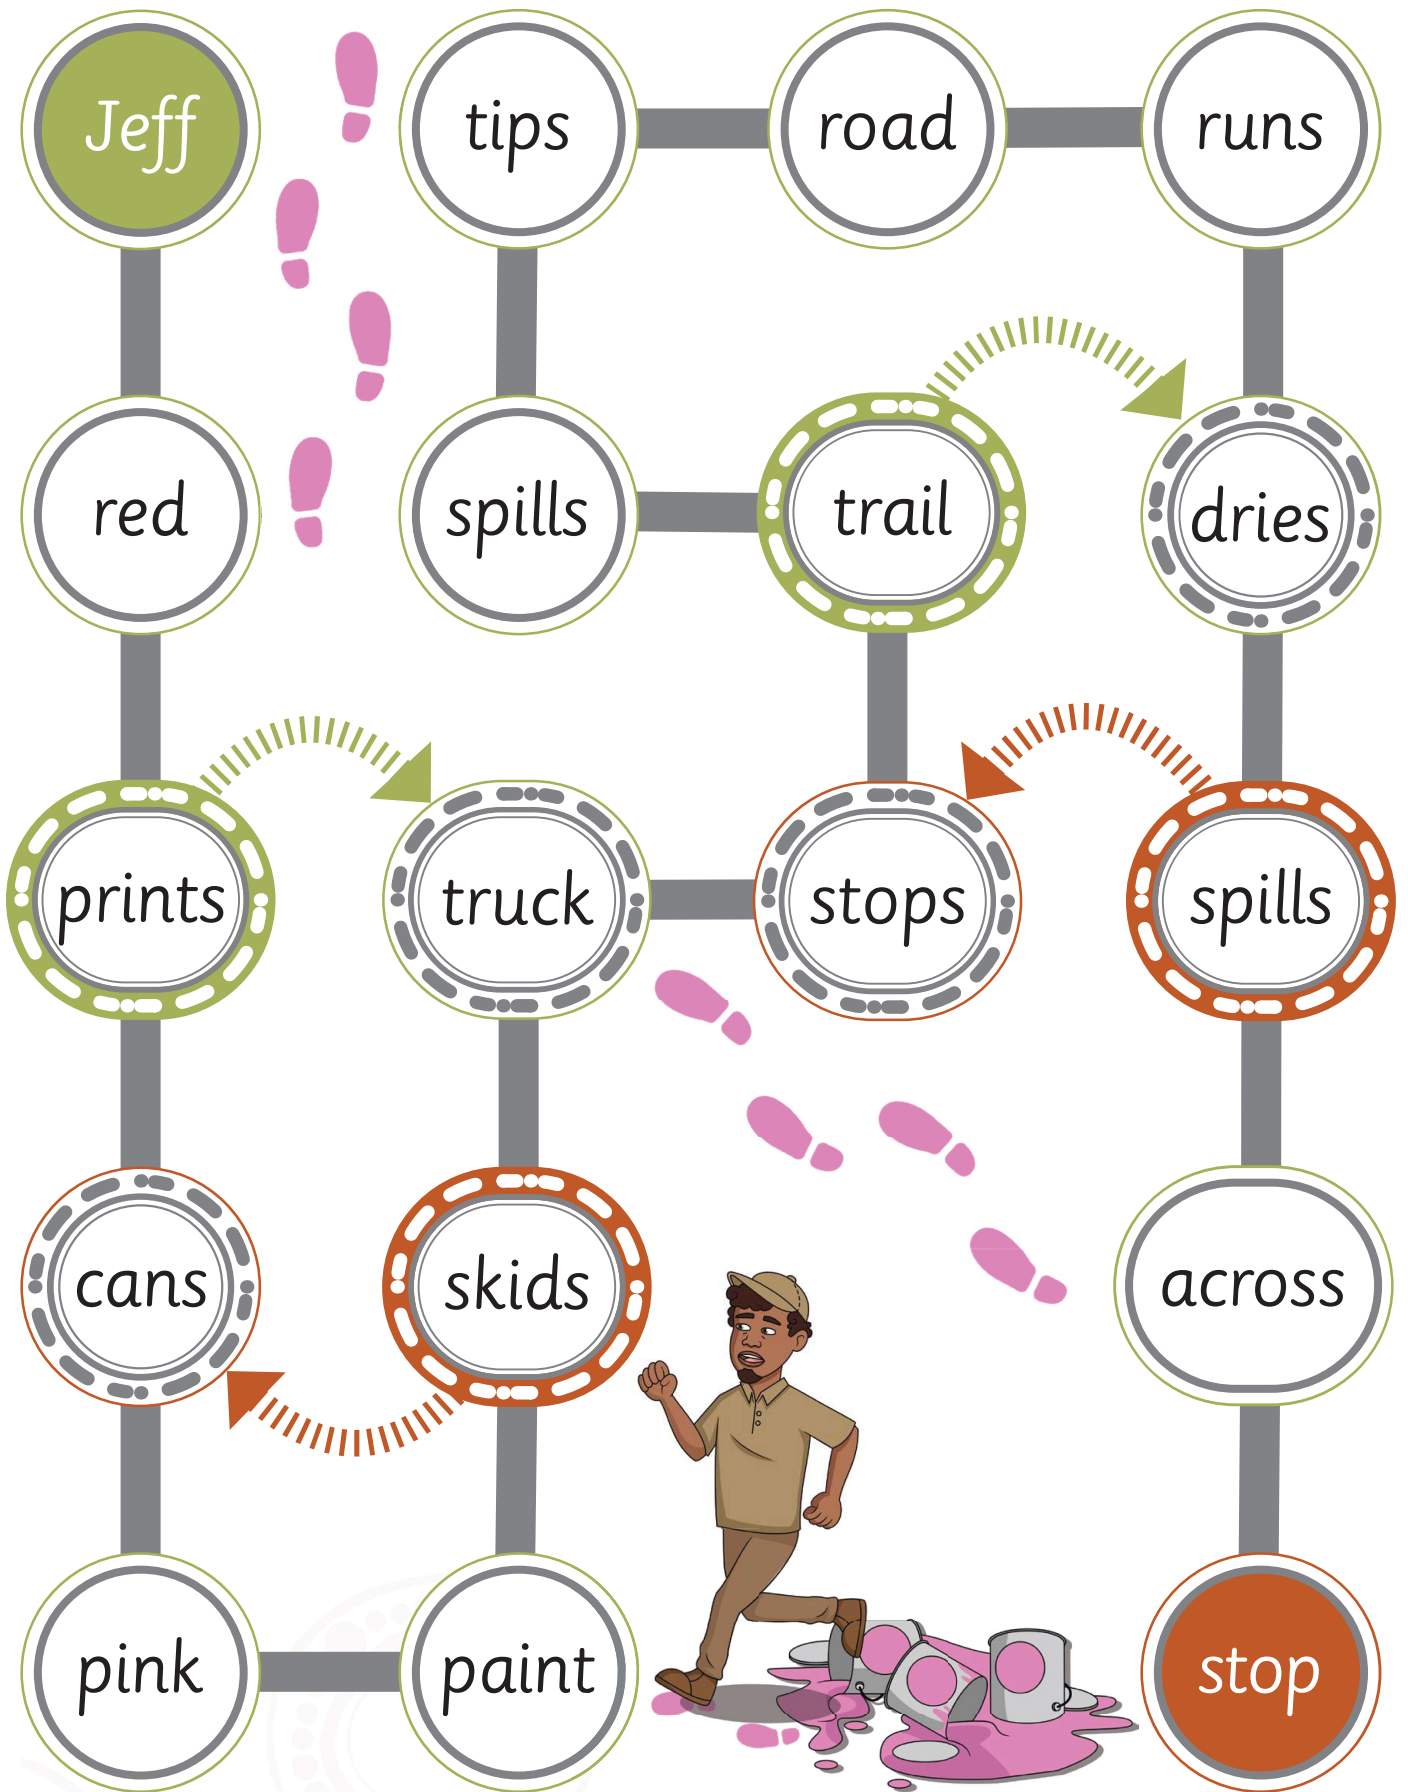 Jeff
tips
road
runs
red
spills
trail
dries
prints
truck
stops
spills
cans
skids
across
pink
paint
stop